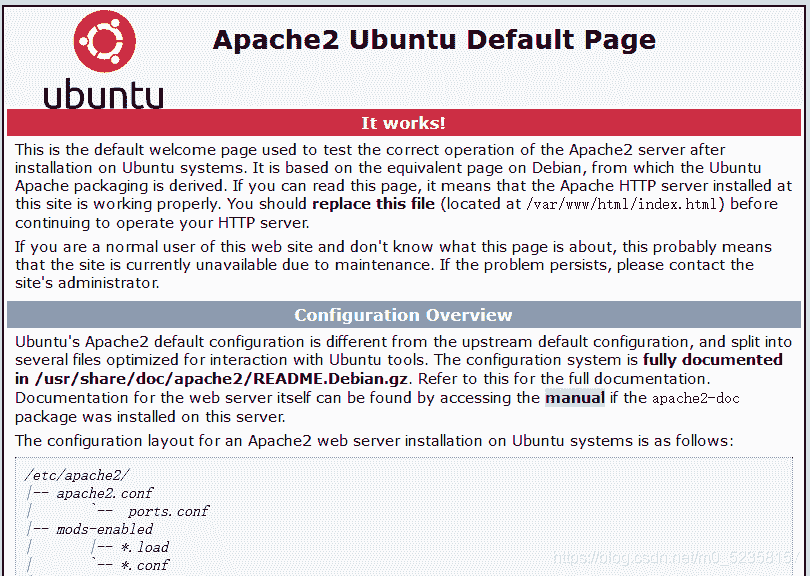 Apache2 Ubuntu Default Page
ubuntu
It works!
This is the default welcome page used to test the correct operation of the Apache2 server after
installation on Ubuntu systems. It is based on the equivalent page on Debian, from which the Ubuntu
Apache packaging is derived. If you can read this page, it means that the Apache HTTP server installed at
this site is working properly. You should replace this file (located at /var/www/html/index.html) before
continuing to operate your HTTP server.
If you are a normal user of this web site and don't know what this page is about, this probably means
that the site is currently unavailable due to maintenance. If the problem persists, please contact the
site's administrator.
Configuration Overview
Ubuntu's Apache2 default configuration is different from the upstream default configuration, and split into
several files optimized for interaction with Ubuntu tools. The configuration system is fully documented
in /usr/share/doc/apache2/README.Debian.gz. Refer to this for the full documentation.
Documentation for the web server itself can be found by accessing the manual if the apache2-doc
package was installed on this server.
The configuration layout for an Apache2 web server installation on Ubuntu systems is as follows:
/etc/apache2/
|-- apache2.conf
|       `--  ports.conf
|-- mods-enabled
|       |-- *.load
|       `-- *.conf